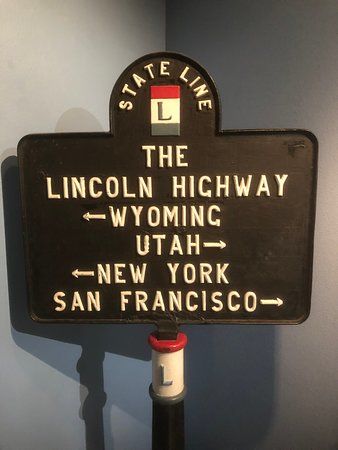 STATE LINE
L
THE
LINCOLN HIGHWAY
←WYOMING
UTAH→
←NEW YORK
SAN FRANCISCO→
L